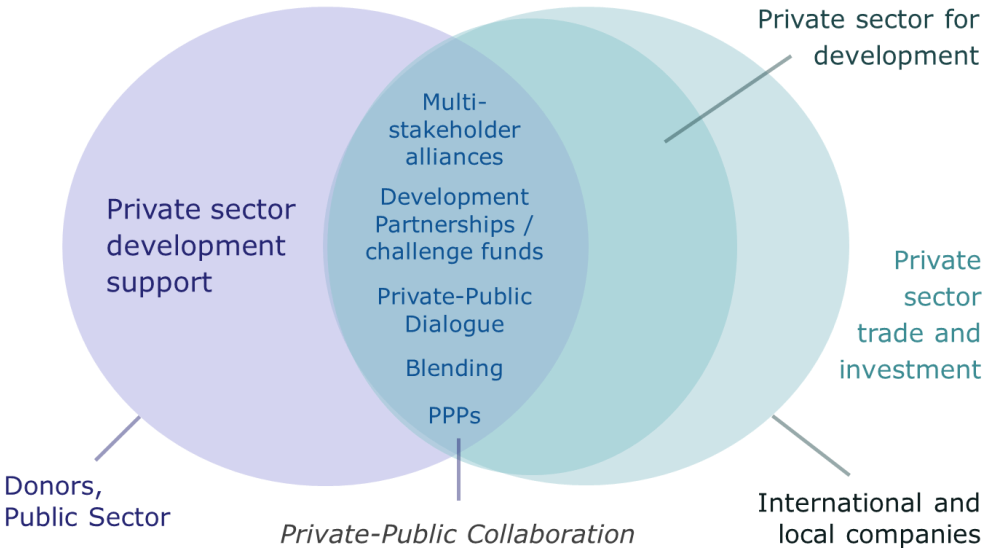 Private sector for
development
Multi-
stakeholder
alliances
Development
Partnerships /
challenge funds
Private-Public
Dialogue
Blending
PPPs
Private sector
development
support
Private
sector
trade and
investment
Donors,
Public Sector
Private-Public Collaboration
International and
local companies